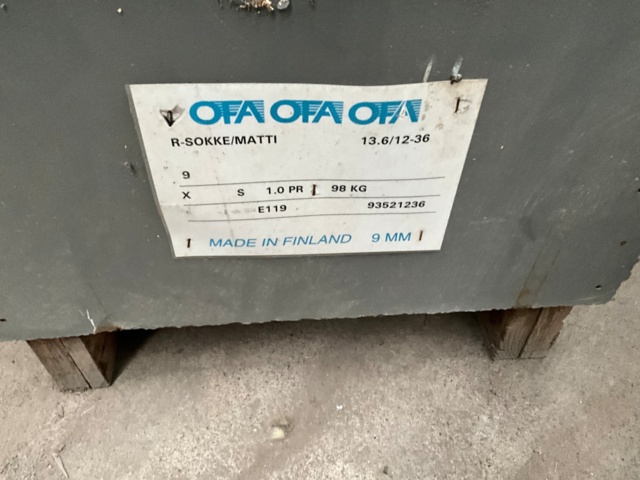 OFA OFA OFA
R-SOKKE/MATTI 13.6/12-36
9
X S 1.0 PR 98 KG
E119 93521236
MADE IN FINLAND 9 MM